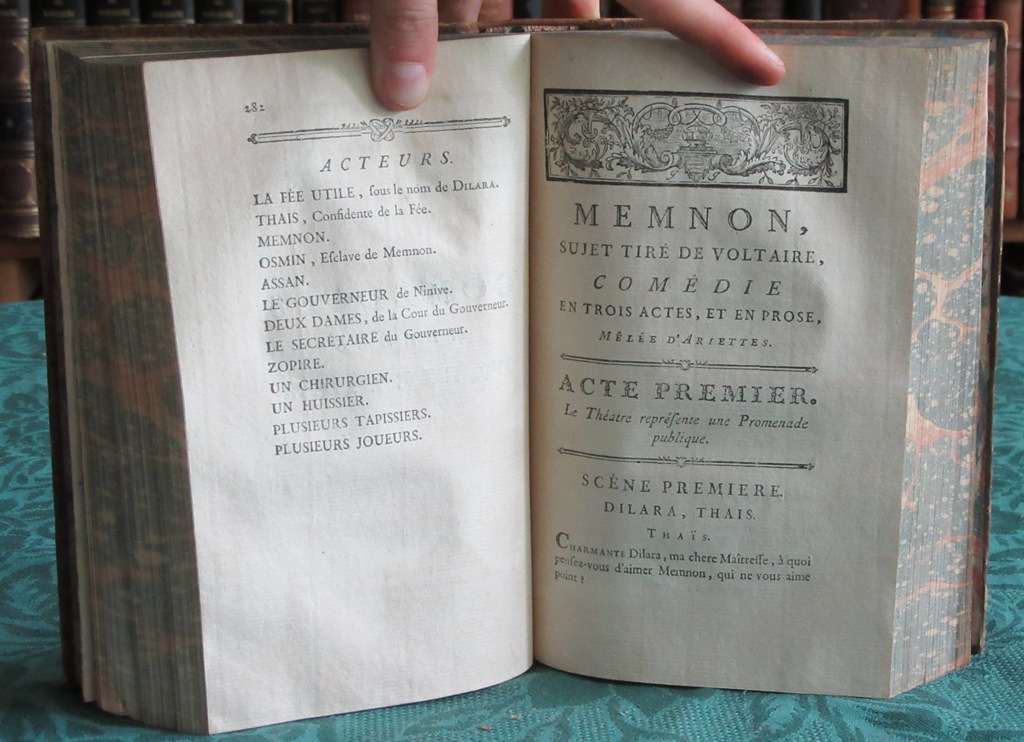 282
ACTEURS.
LA FÉE UTILE, ſous le nom de DILARA.
THAIS, Confidente de la Fée.
MEMNON.
OSMIN, Eſclave de Memnon.
ASSAN.
LE GOUVERNEUR de Ninive.
DEUX DAMES, de la Cour du Gouverneur.
LE SECRÉTAIRE du Gouverneur.
ZOPIRE.
UN CHIRURGIEN.
UN HUISSIER.
PLUSIEURS TAPISSIERS.
PLUSIEURS JOUEURS.
MEMNON,
SUJET TIRÉ DE VOLTAIRE,
COMÉDIE
EN TROIS ACTES, ET EN PROSE,
MÊLÉE D'ARIETTES.
ACTE PREMIER.
Le Théatre repréſente une Promenade
publique.
SCÈNE PREMIERE.
DILARA, THAIS.
THAÏS.
CHARMANTE Dilara, ma chere Maîtreſſe, à quoi
penſez-vous d'aimer Memnon, qui ne vous aime
point ?